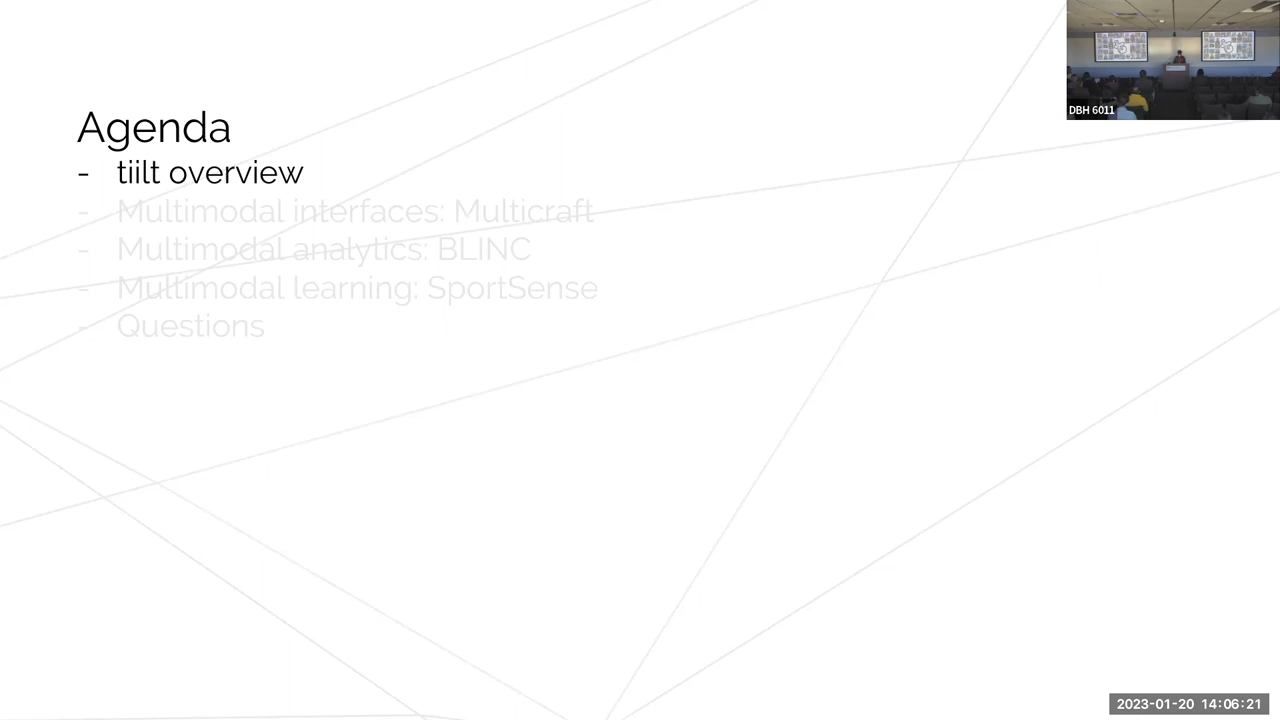 Agenda
- tiilt overview
- Multimodal interfaces: Multicraft
- Multimodal analytics: BLINC
- Multimodal learning: SportSense
- Questions
DBH 6011
2023-01-20 14:06:21